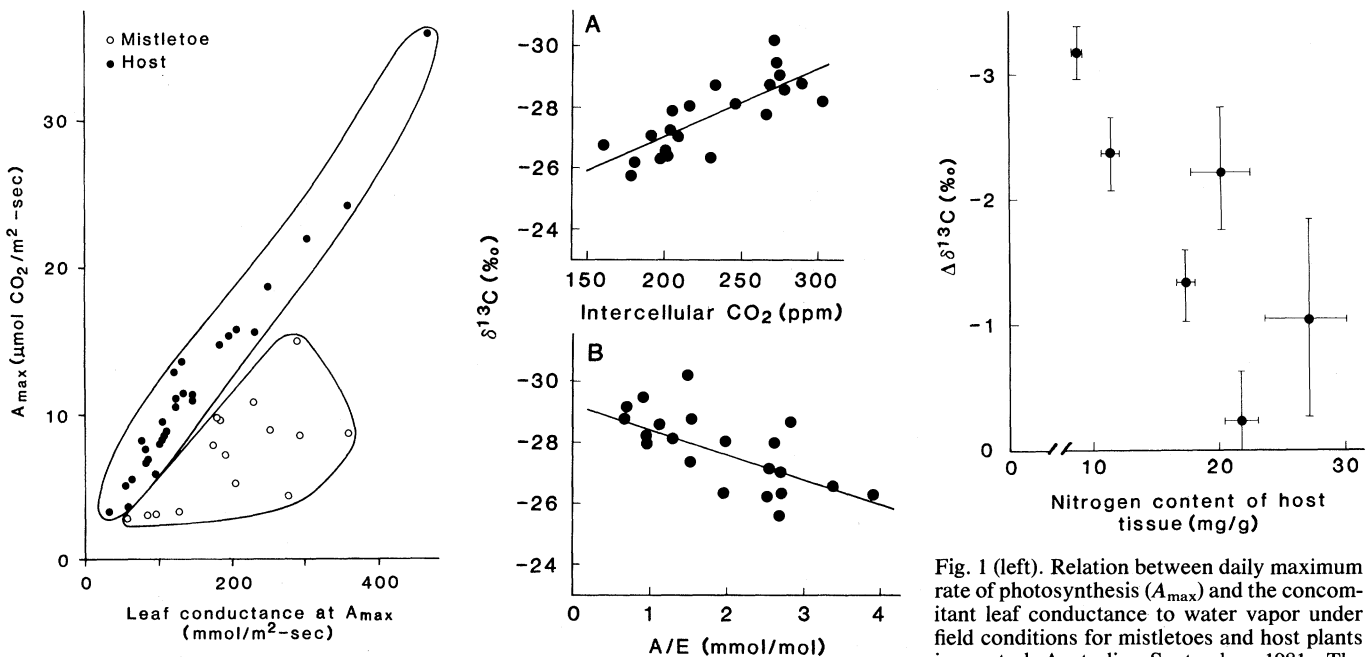 Mistletoe
Host
30
20
10
0
0
200
400
Amax (µmol CO2/m2-sec)
Leaf conductance at Amax
(mmol/m2-sec)
A
-30
-28
-26
-24
150
200
250
300
Intercellular CO2 (ppm)
δ13C (‰)
B
-30
-28
-26
-24
0
1
2
3
4
A/E (mmol/mol)
-3
-2
-1
0
0
10
20
30
Δδ13C (‰)
Nitrogen content of host
tissue (mg/g)
Fig. 1 (left). Relation between daily maximum
rate of photosynthesis (Amax) and the concom-
itant leaf conductance to water vapor under
field conditions for mistletoes and host plants